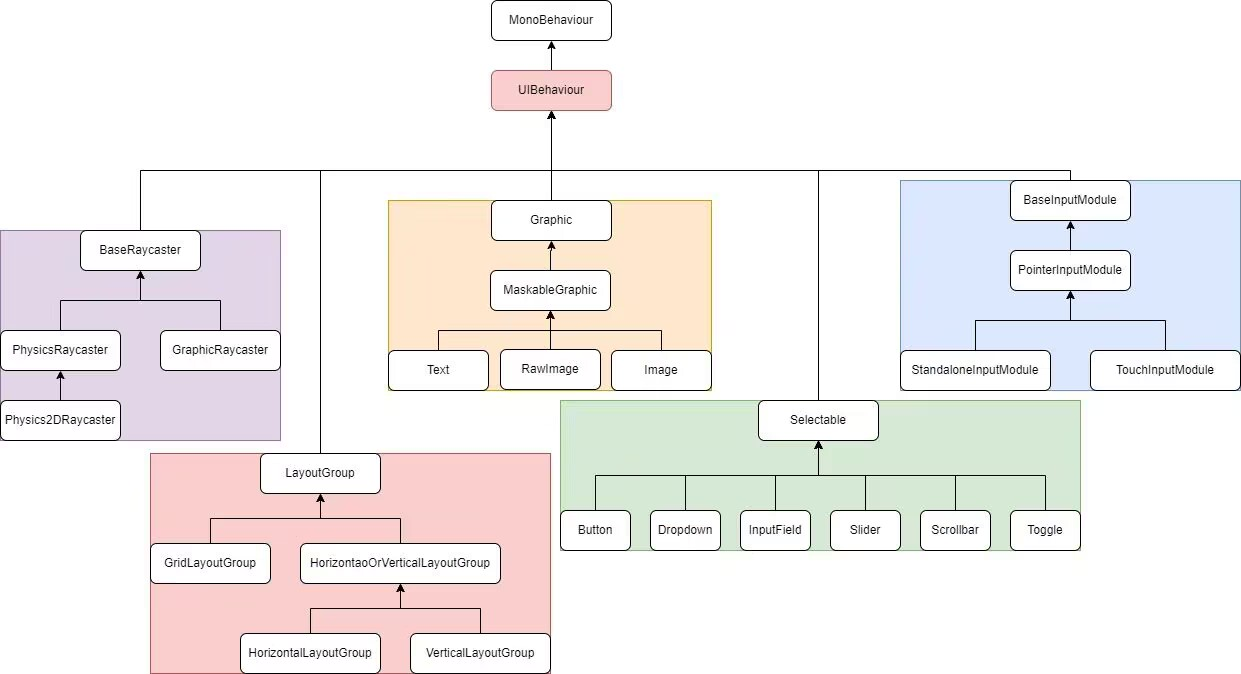 MonoBehaviour
UIBehaviour
BaseRaycaster
PhysicsRaycaster
GraphicRaycaster
Physics2DRaycaster
LayoutGroup
GridLayoutGroup
HorizontaoOrVerticalLayoutGroup
HorizontalLayoutGroup
VerticalLayoutGroup
Graphic
MaskableGraphic
Text
RawImage
Image
Selectable
Button
Dropdown
InputField
Slider
Scrollbar
Toggle
BaseInputModule
PointerInputModule
StandaloneInputModule
TouchInputModule